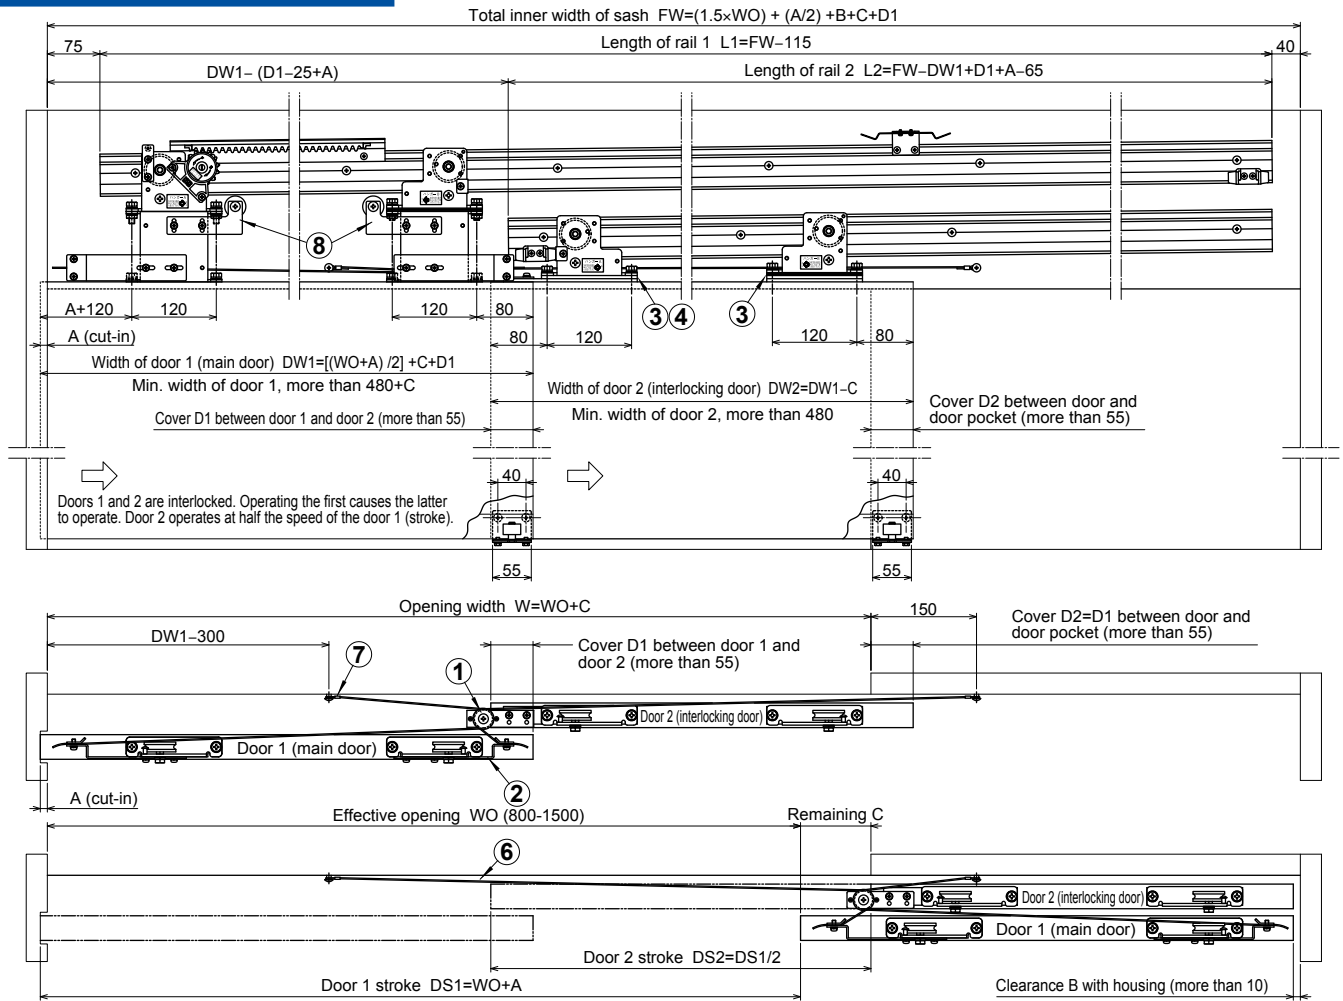 Total inner width of sash FW=(1.5×WO) + (A/2) +B+C+D1
75
Length of rail 1 L1=FW–115
40
DW1– (D1–25+A)
Length of rail 2 L2=FW–DW1+D1+A–65
8
3
4
3
A+120
120
120
80
80
120
120
80
A (cut-in)
Width of door 1 (main door) DW1=[(WO+A) /2] +C+D1
Min. width of door 1, more than 480+C
Width of door 2 (interlocking door) DW2=DW1–C
Min. width of door 2, more than 480
Cover D1 between door 1 and door 2 (more than 55)
Cover D2 between door and
door pocket (more than 55)
40
40
Doors 1 and 2 are interlocked. Operating the first causes the latter
to operate. Door 2 operates at half the speed of the door 1 (stroke).
55
55
Opening width W=WO+C
150
DW1–300
Cover D1 between door 1 and
door 2 (more than 55)
Cover D2=D1 between door and
door pocket (more than 55)
7
1
Door 2 (interlocking door)
Door 1 (main door)
2
A (cut-in)
Effective opening WO (800-1500)
Remaining C
6
Door 2 (interlocking door)
Door 1 (main door)
Door 2 stroke DS2=DS1/2
Door 1 stroke DS1=WO+A
Clearance B with housing (more than 10)